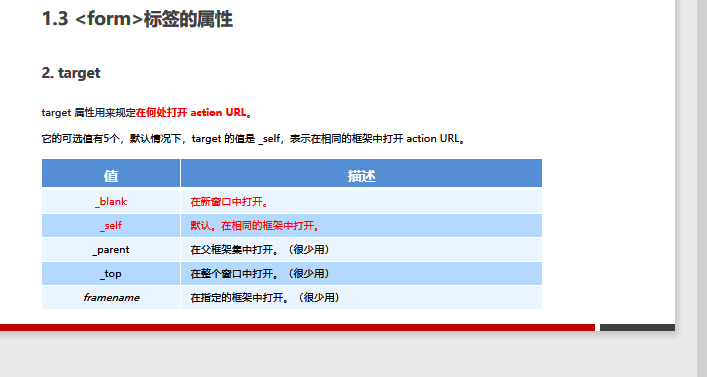 1.3 <form>标签的属性
2. target
target 属性用来规定在何处打开 action URL。
它的可选值有5个，默认情况下，target 的值是 _self，表示在相同的框架中打开 action URL。
值 描述
_blank 在新窗口中打开。
_self 默认。在相同的框架中打开。
_parent 在父框架集中打开。（很少用）
_top 在整个窗口中打开。（很少用）
framename 在指定的框架中打开。（很少用）